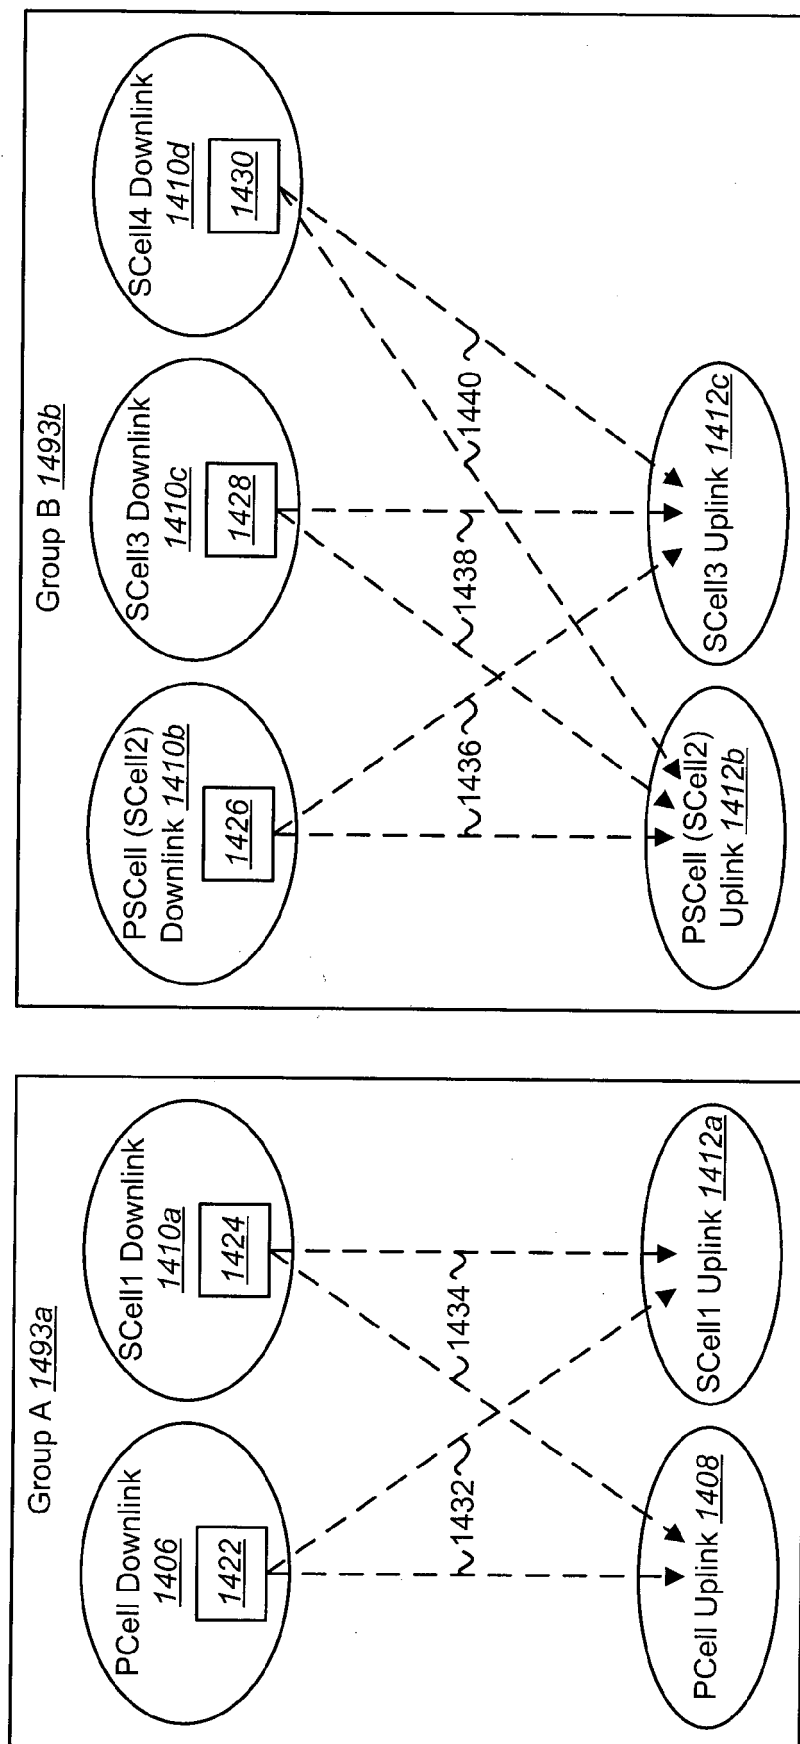 Group A 1493a
PCell Downlink
1406
1422
SCell1 Downlink
1410a
1424
1432
1434
PCell Uplink 1408
SCell1 Uplink 1412a
Group B 1493b
PSCell (SCell2)
Downlink 1410b
1426
SCell3 Downlink
1410c
1428
SCell4 Downlink
1410d
1430
1436
1438
1440
PSCell (SCell2)
Uplink 1412b
SCell3 Uplink 1412c